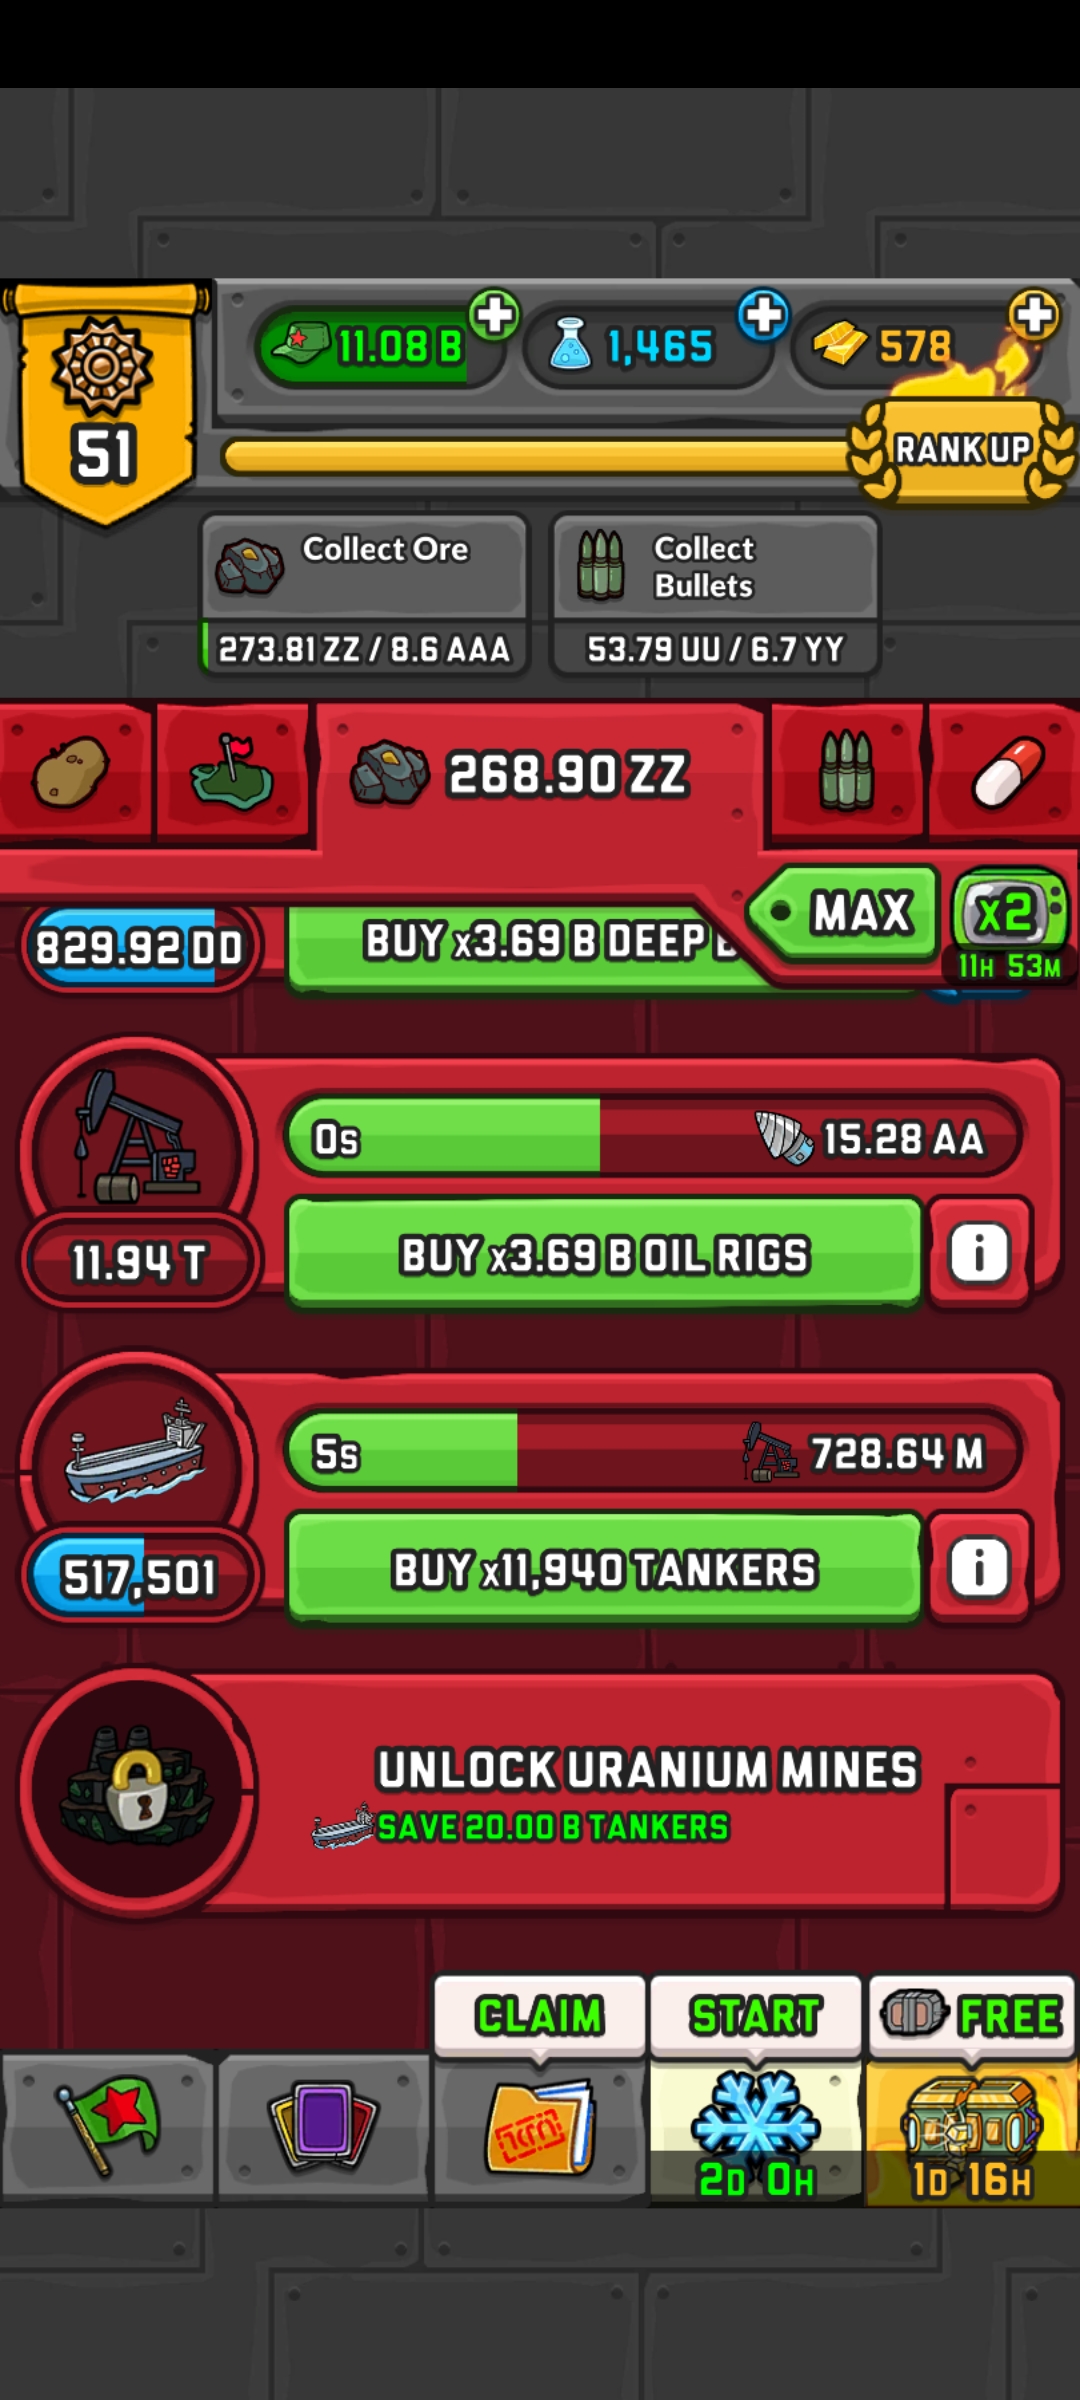 11.08 B
1,465
578
51
RANK UP
Collect Ore
273.81 ZZ / 8.6 AAA
Collect
Bullets
53.79 UU / 6.7 YY
268.90 ZZ
MAX
x2
11H 53M
829.92 DD
BUY x3.69 B DEEP
0s
15.28 AA
11.94 T
BUY x3.69 B OIL RIGS
i
5s
728.64 M
517,501
BUY x11,940 TANKERS
i
UNLOCK URANIUM MINES
SAVE 20.00 B TANKERS
CLAIM
START
FREE
2D 0H
1D 16H